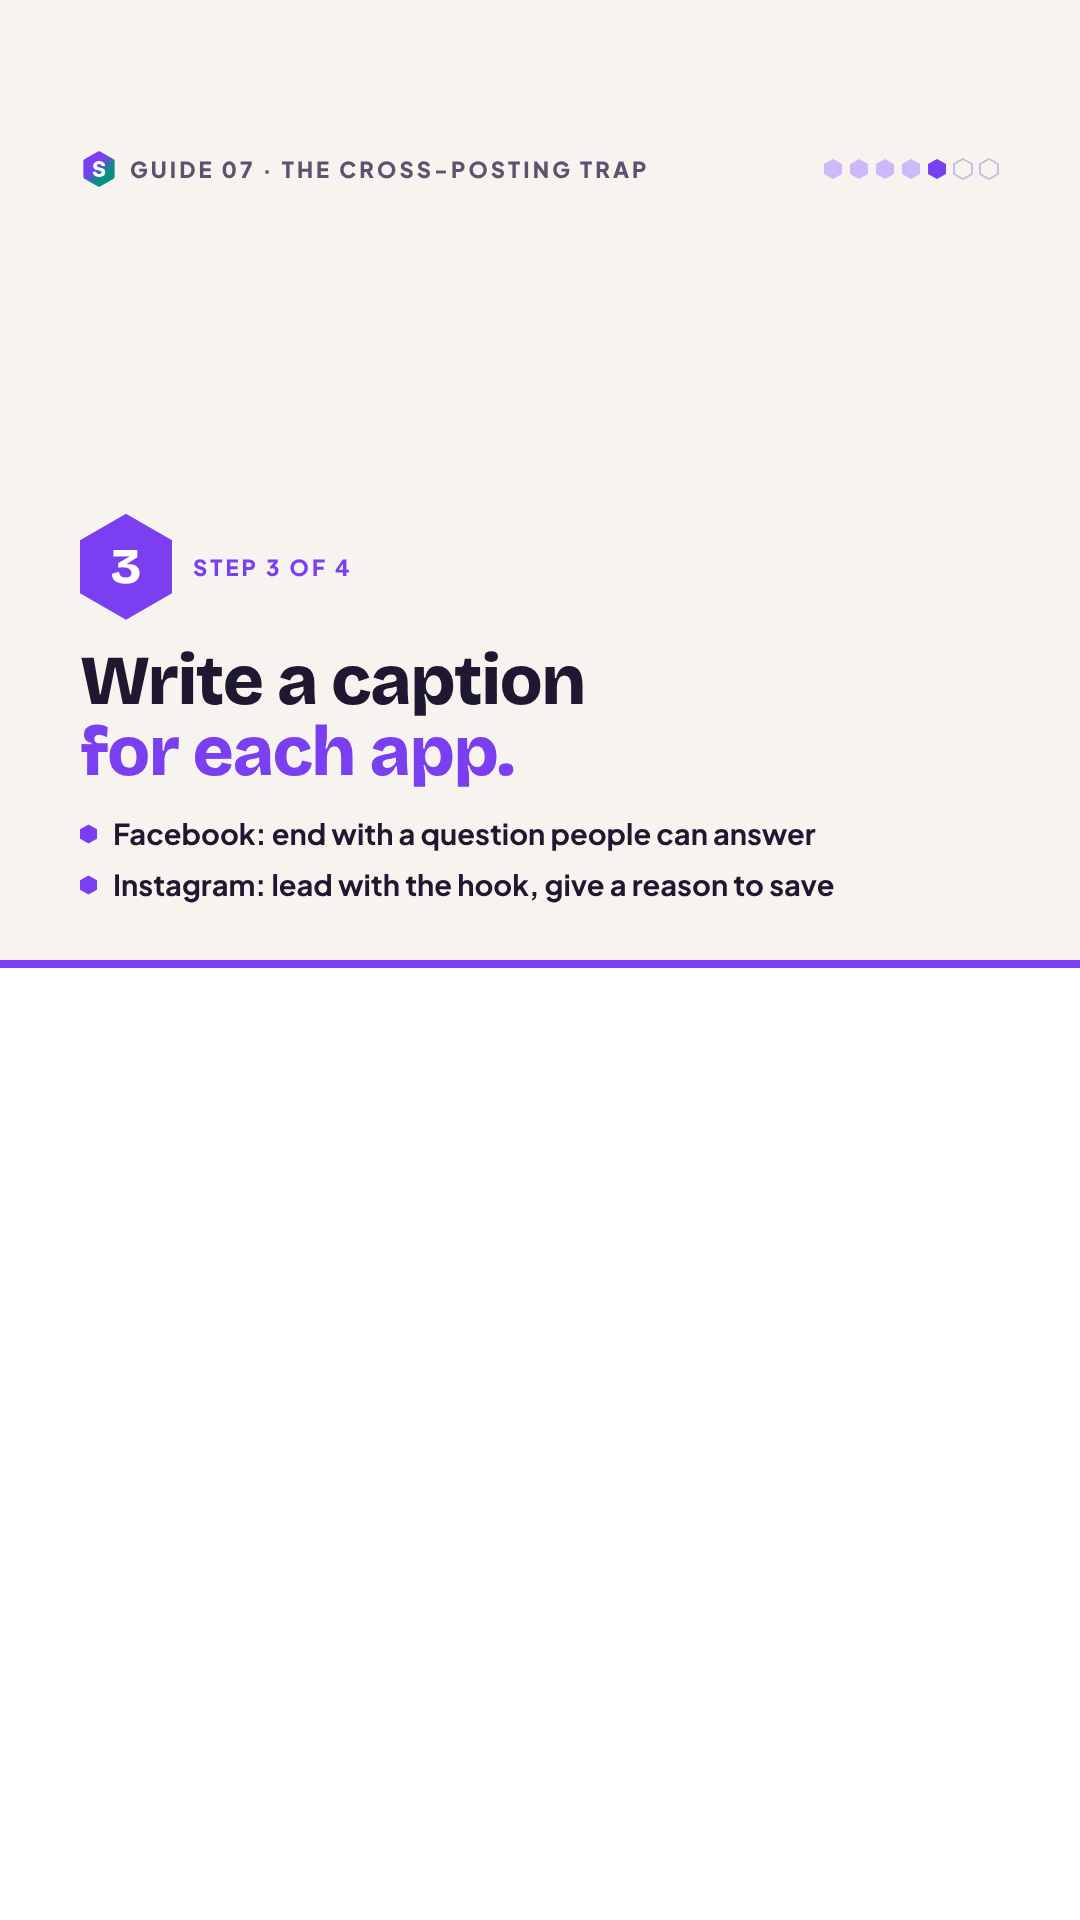 S GUIDE 07 · THE CROSS-POSTING TRAP
3 STEP 3 OF 4
Write a caption
for each app.
Facebook: end with a question people can answer
Instagram: lead with the hook, give a reason to save